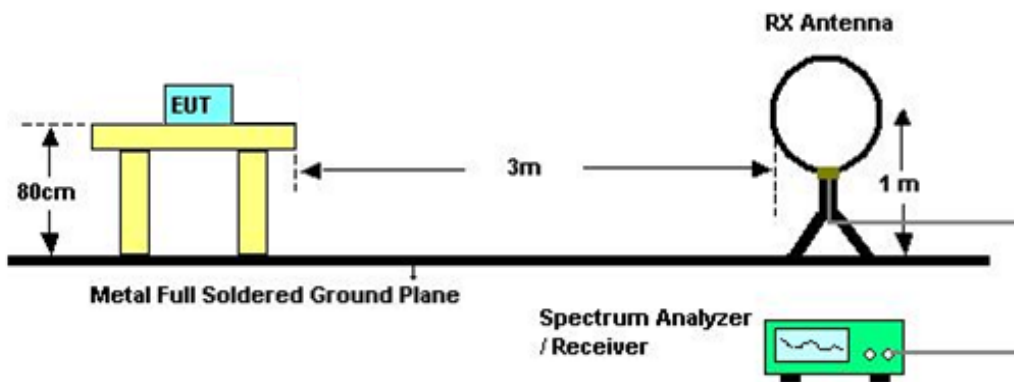 RX Antenna
EUT
80cm
3m
1 m
Metal Full Soldered Ground Plane
Spectrum Analyzer
/ Receiver